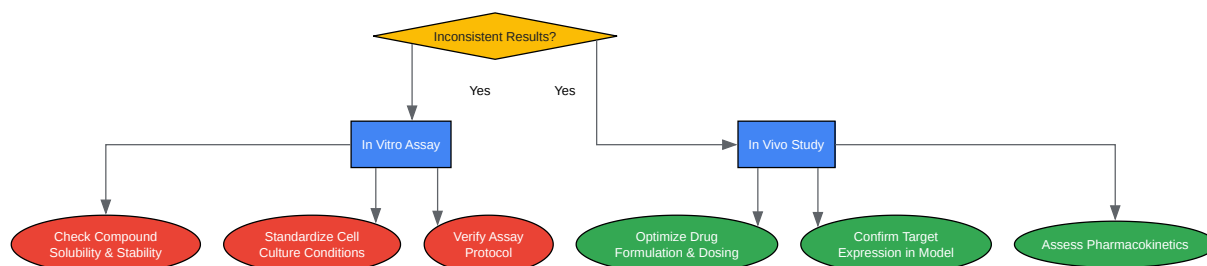 Inconsistent Results?
Yes
Yes
In Vitro Assay
In Vivo Study
Check Compound
Solubility & Stability
Standardize Cell
Culture Conditions
Verify Assay
Protocol
Optimize Drug
Formulation & Dosing
Confirm Target
Expression in Model
Assess Pharmacokinetics